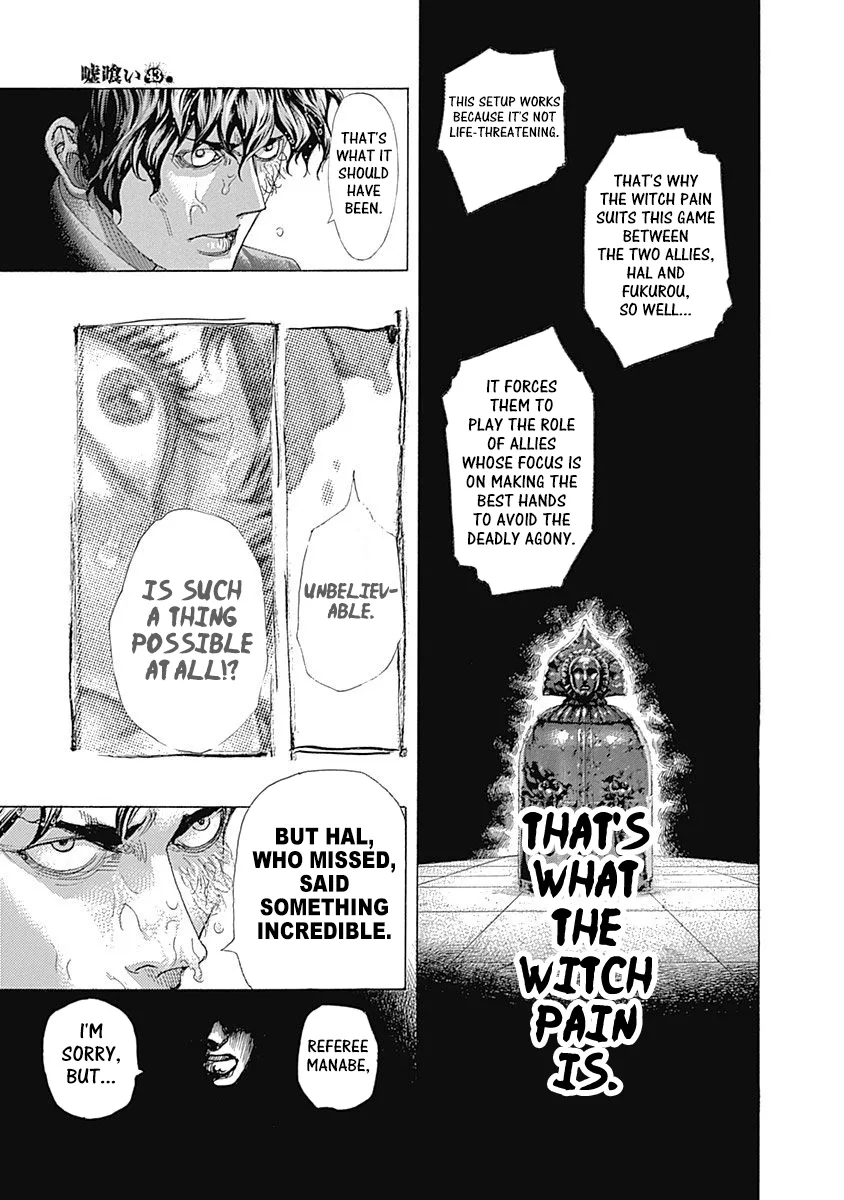 嘘喰い
THIS SETUP WORKS
BECAUSE IT'S NOT
LIFE-THREATENING.
THAT'S WHY
THE WITCH PAIN
SUITS THIS GAME
BETWEEN
THE TWO ALLIES,
HAL AND
FUKUROU,
SO WELL...
IT FORCES
THEM TO
PLAY THE ROLE
OF ALLIES
WHOSE FOCUS IS
ON MAKING THE
BEST HANDS
TO AVOID THE
DEADLY AGONY.
THAT'S
WHAT
THE
WITCH
PAIN
IS.
THAT'S
WHAT IT
SHOULD
HAVE
BEEN.
UNBELIEV-
ABLE.
IS SUCH
A THING
POSSIBLE
AT ALL!?
BUT HAL,
WHO MISSED,
SAID
SOMETHING
INCREDIBLE.
REFEREE
MANABE,
I'M
SORRY,
BUT...